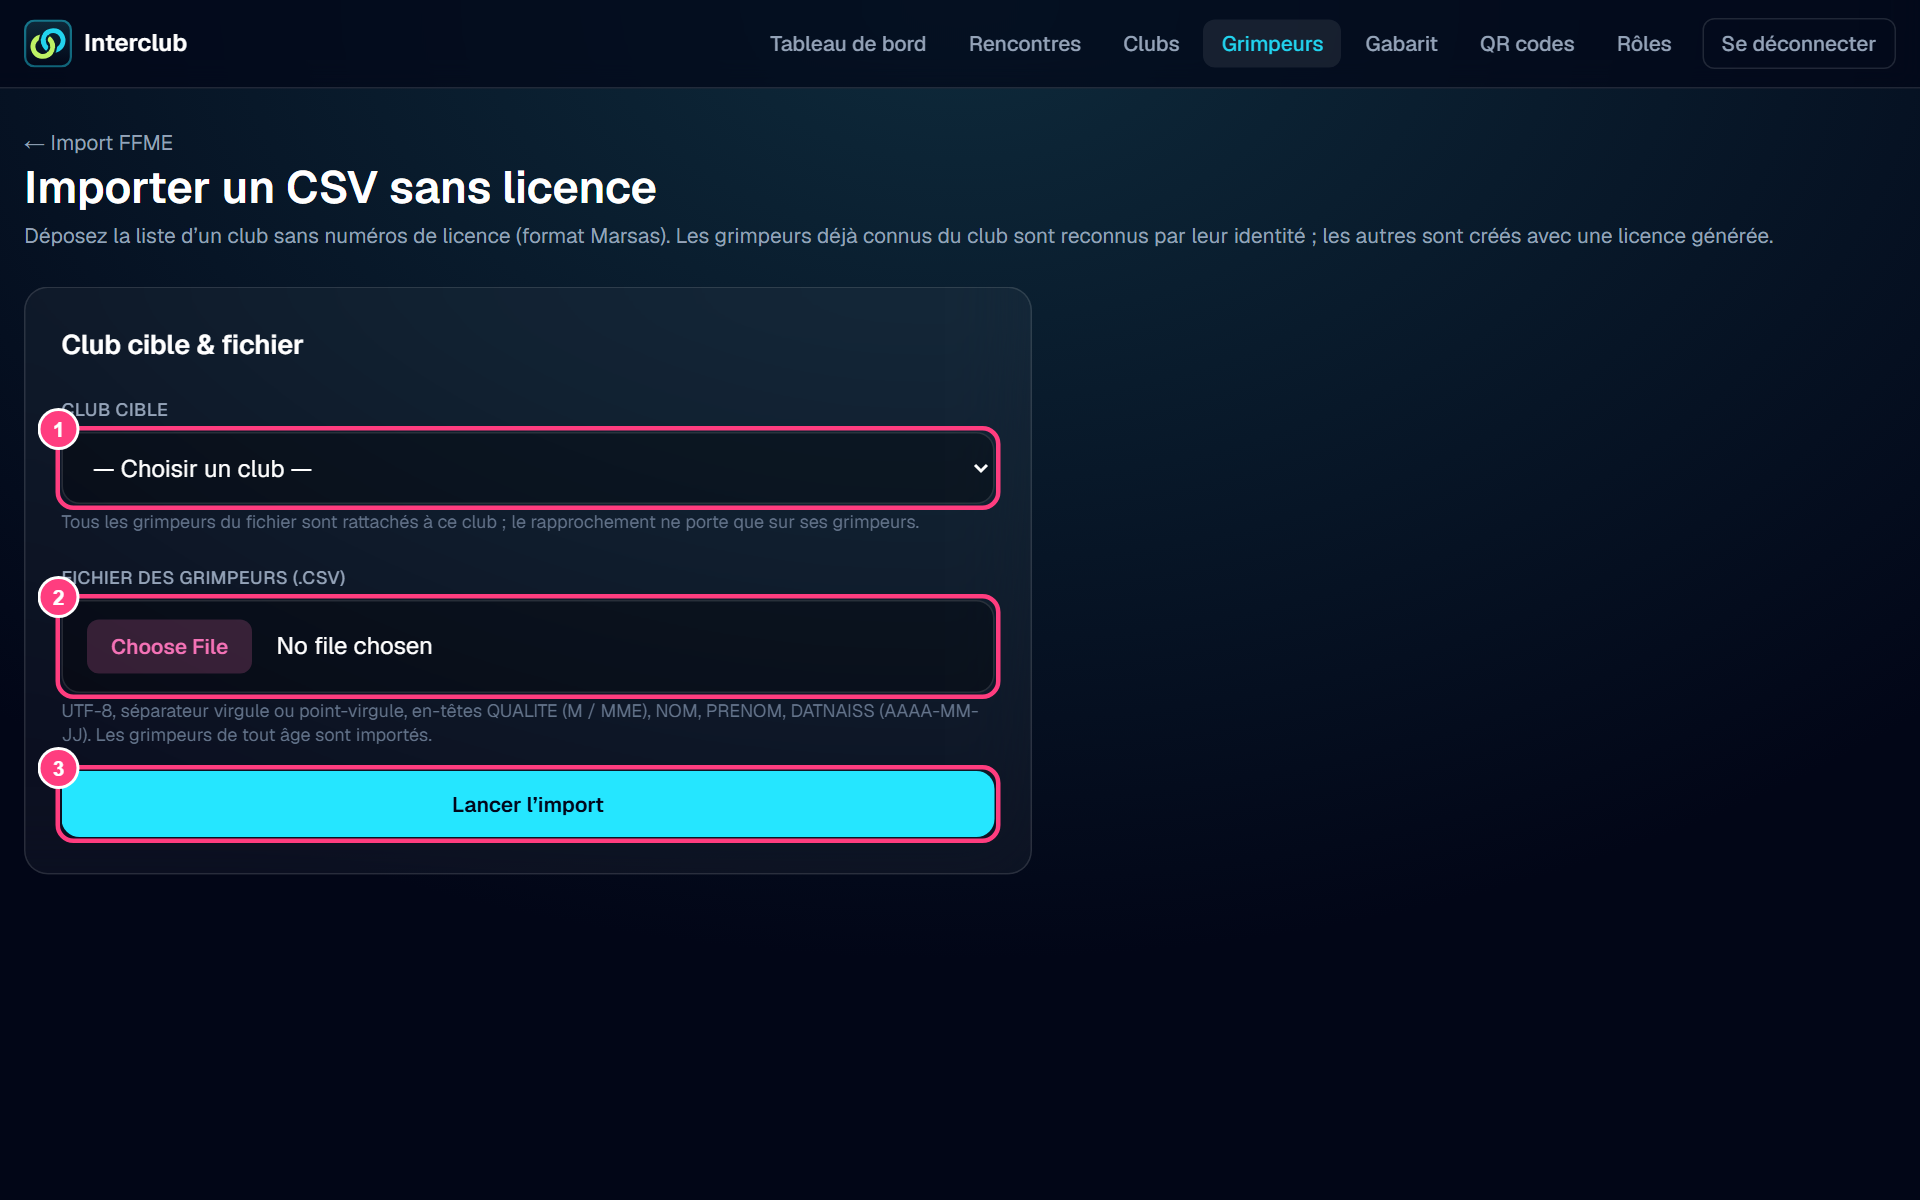 Interclub
Tableau de bord
Rencontres
Clubs
Grimpeurs
Gabarit
QR codes
Rôles
Se déconnecter
← Import FFME
Importer un CSV sans licence
Déposez la liste d’un club sans numéros de licence (format Marsas). Les grimpeurs déjà connus du club sont reconnus par leur identité ; les autres sont créés avec une licence générée.
Club cible & fichier
CLUB CIBLE
1
— Choisir un club —
Tous les grimpeurs du fichier sont rattachés à ce club ; le rapprochement ne porte que sur ses grimpeurs.
FICHIER DES GRIMPEURS (.CSV)
2
Choose File
No file chosen
UTF-8, séparateur virgule ou point-virgule, en-têtes QUALITE (M / MME), NOM, PRENOM, DATNAISS (AAAA-MM-
JJ). Les grimpeurs de tout âge sont importés.
3
Lancer l’import